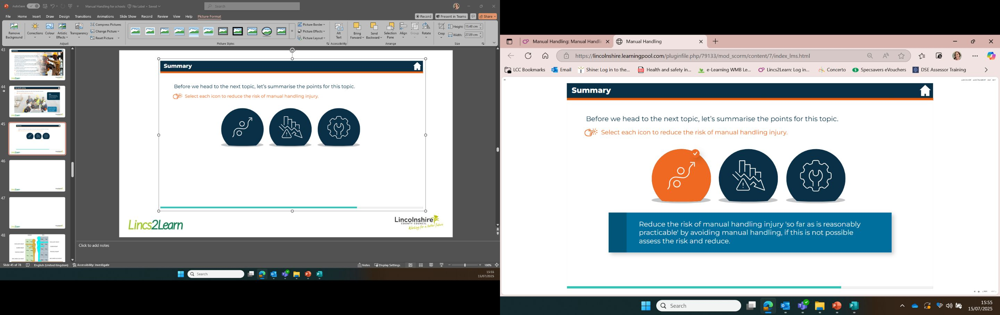 AutoSave
Manual Handling for schools
No Label • Saved
Search
File Home Insert Draw Design Transitions Animations Slide Show Record Review View Help Picture Format
Record
Present in Teams
Share
Remove Background
Corrections
Colour
Artistic Effects
Transparency
Compress Pictures
Change Picture
Reset Picture
Adjust
Picture Styles
Picture Border
Picture Effects
Picture Layout
Alt Text
Accessibility
Bring Forward
Send Backward
Selection Pane
Align
Group
Rotate
Arrange
Crop
Height: 15.48 cm
Width: 27.09 cm
Size
43
44
45
46
47
48
Summary
Before we head to the next topic, let's summarise the points for this topic.
Select each icon to reduce the risk of manual handling injury.
Lincs2Learn
Lincolnshire
COUNTY COUNCIL
Working for a better future
Click to add notes
Slide 45 of 78
English (United Kingdom)
Accessibility: Investigate
Notes
Display Settings
100%
Search
15:55
15/07/2025
Manual Handling: Manual Handli
Manual Handling
https://lincolnshire.learningpool.com/pluginfile.php/79133/mod_scorm/content/7/index_lms.html
LCC Bookmarks
Email
Shine: Log in to the...
Health and safety in...
e-Learning WMB Le...
Lincs2Learn: Log in...
Concerto
Specsavers eVouchers
DSE Assessor Training
Summary
Before we head to the next topic, let's summarise the points for this topic.
Select each icon to reduce the risk of manual handling injury.
Reduce the risk of manual handling injury 'so far as is reasonably
practicable' by avoiding manual handling, if this is not possible
assess the risk and reduce.
Search
15:55
15/07/2025